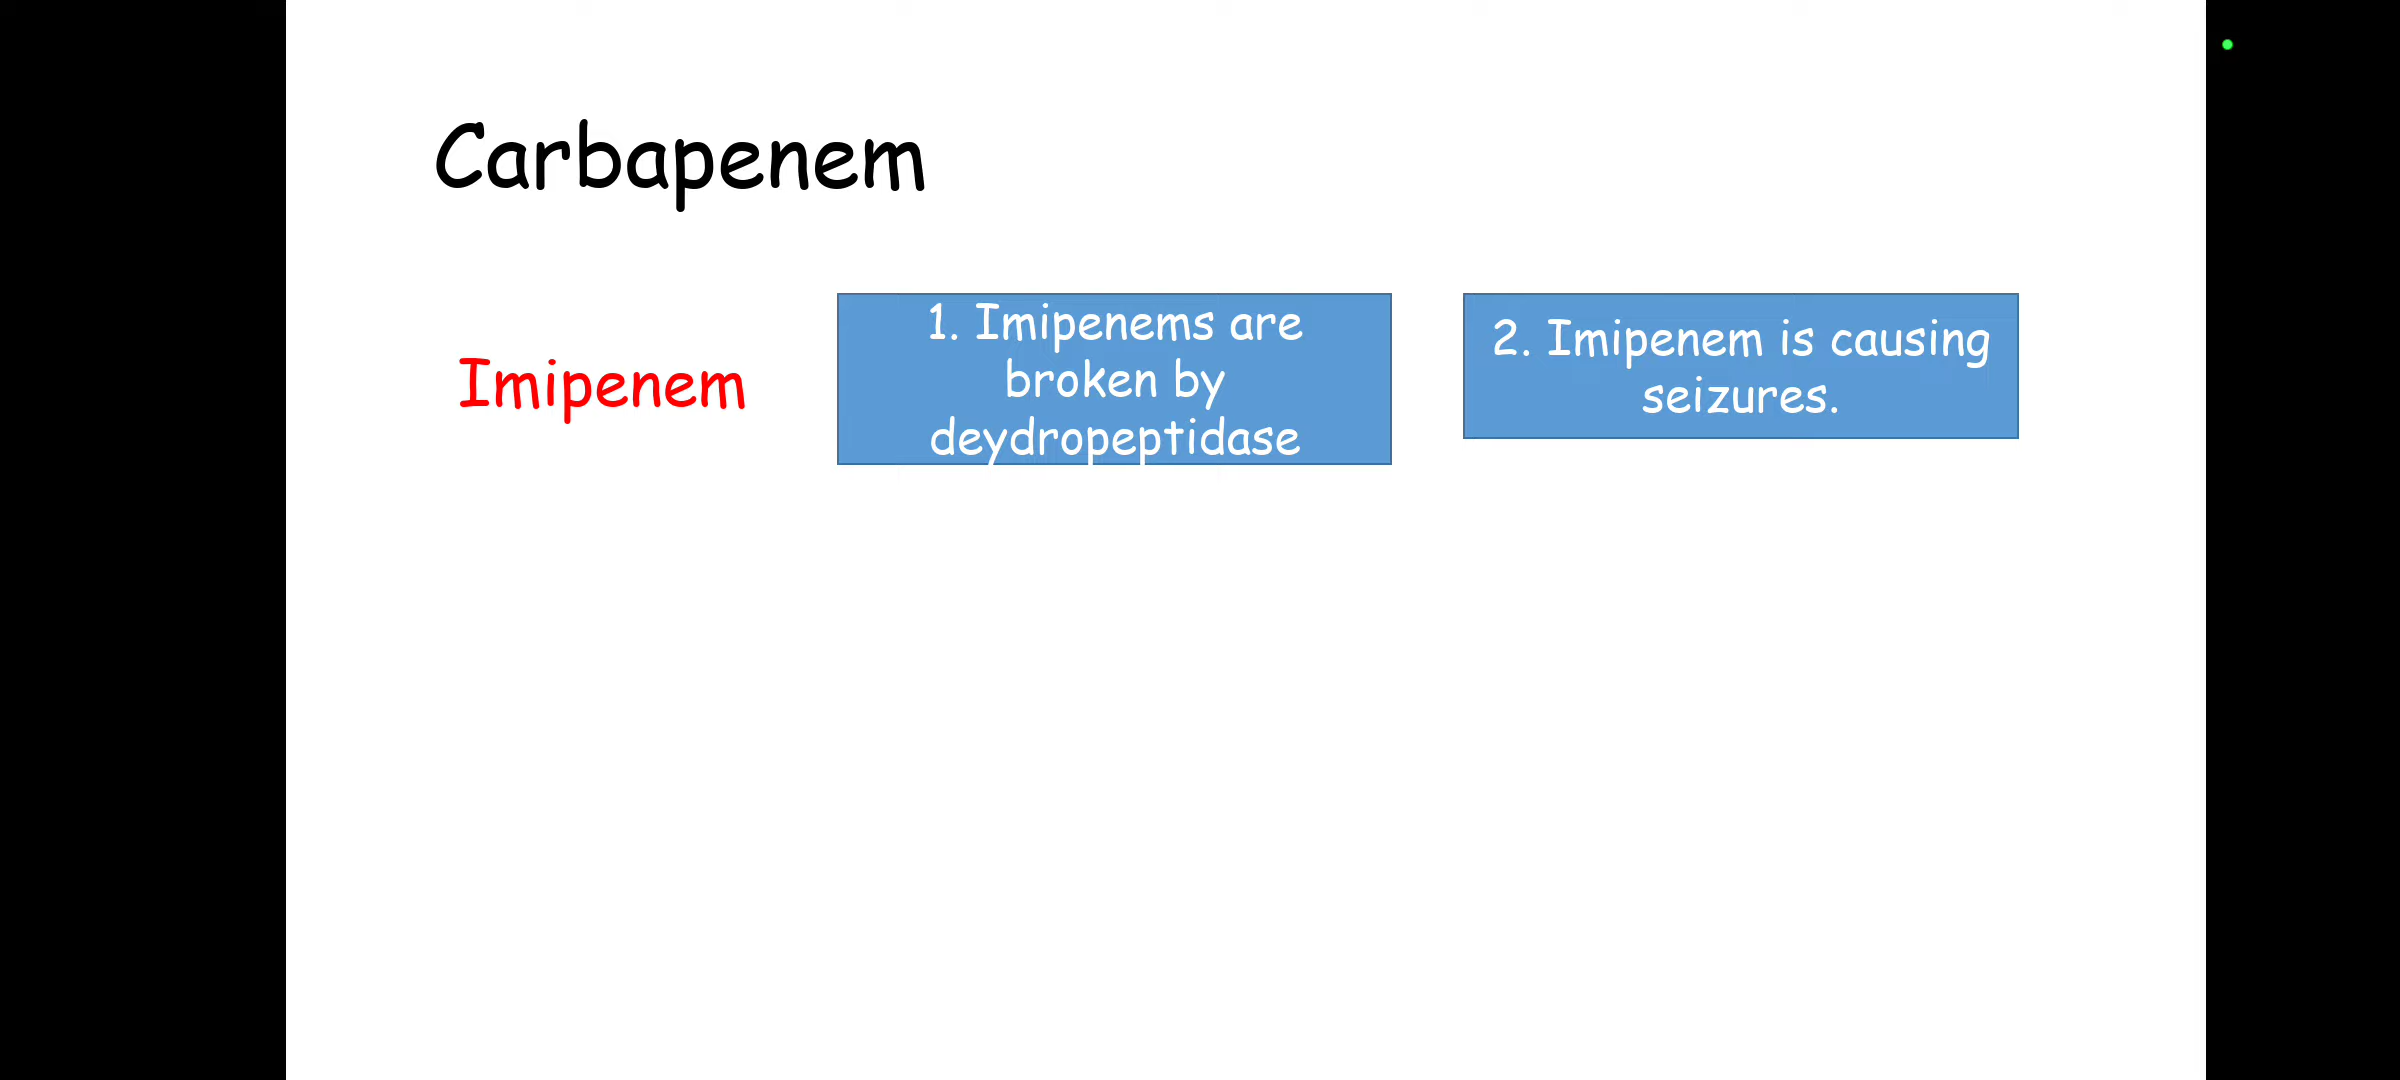 Carbapenem
Imipenem
1. Imipenems are
broken by
deydropeptidase
2. Imipenem is causing
seizures.